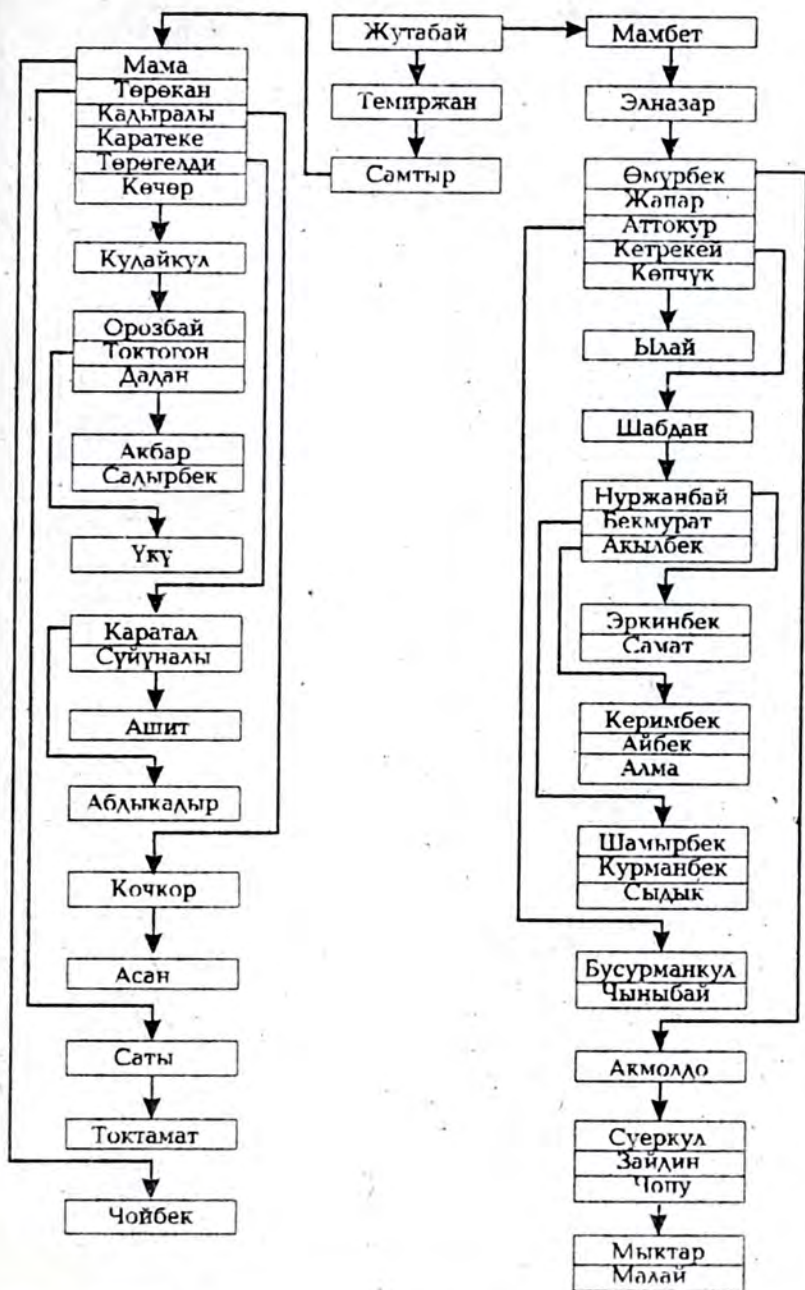 Жутабай
Мамбет
Мама
Төрөкан
Кадыралы
Каратеке
Төрөгелди
Көчөр
Темиржан
Элназар
Самтыр
Өмүрбек
Жапар
Аттокур
Кетрекей
Көпчүк
Кудайкул
Орозбай
Токтогон
Дадан
Ылай
Акбар
Садырбек
Шабдан
Үкү
Нуржанбай
Бекмурат
Акылбек
Каратал
Сүйүналы
Эркинбек
Самат
Ашит
Керимбек
Айбек
Алма
Абдыкадыр
Шамырбек
Курманбек
Сыдык
Кочкор
Асан
Бусурманкул
Чыныбай
Саты
Акмолдо
Токтамат
Суеркул
Зайдин
Чопу
Чойбек
Мыктар
Малай